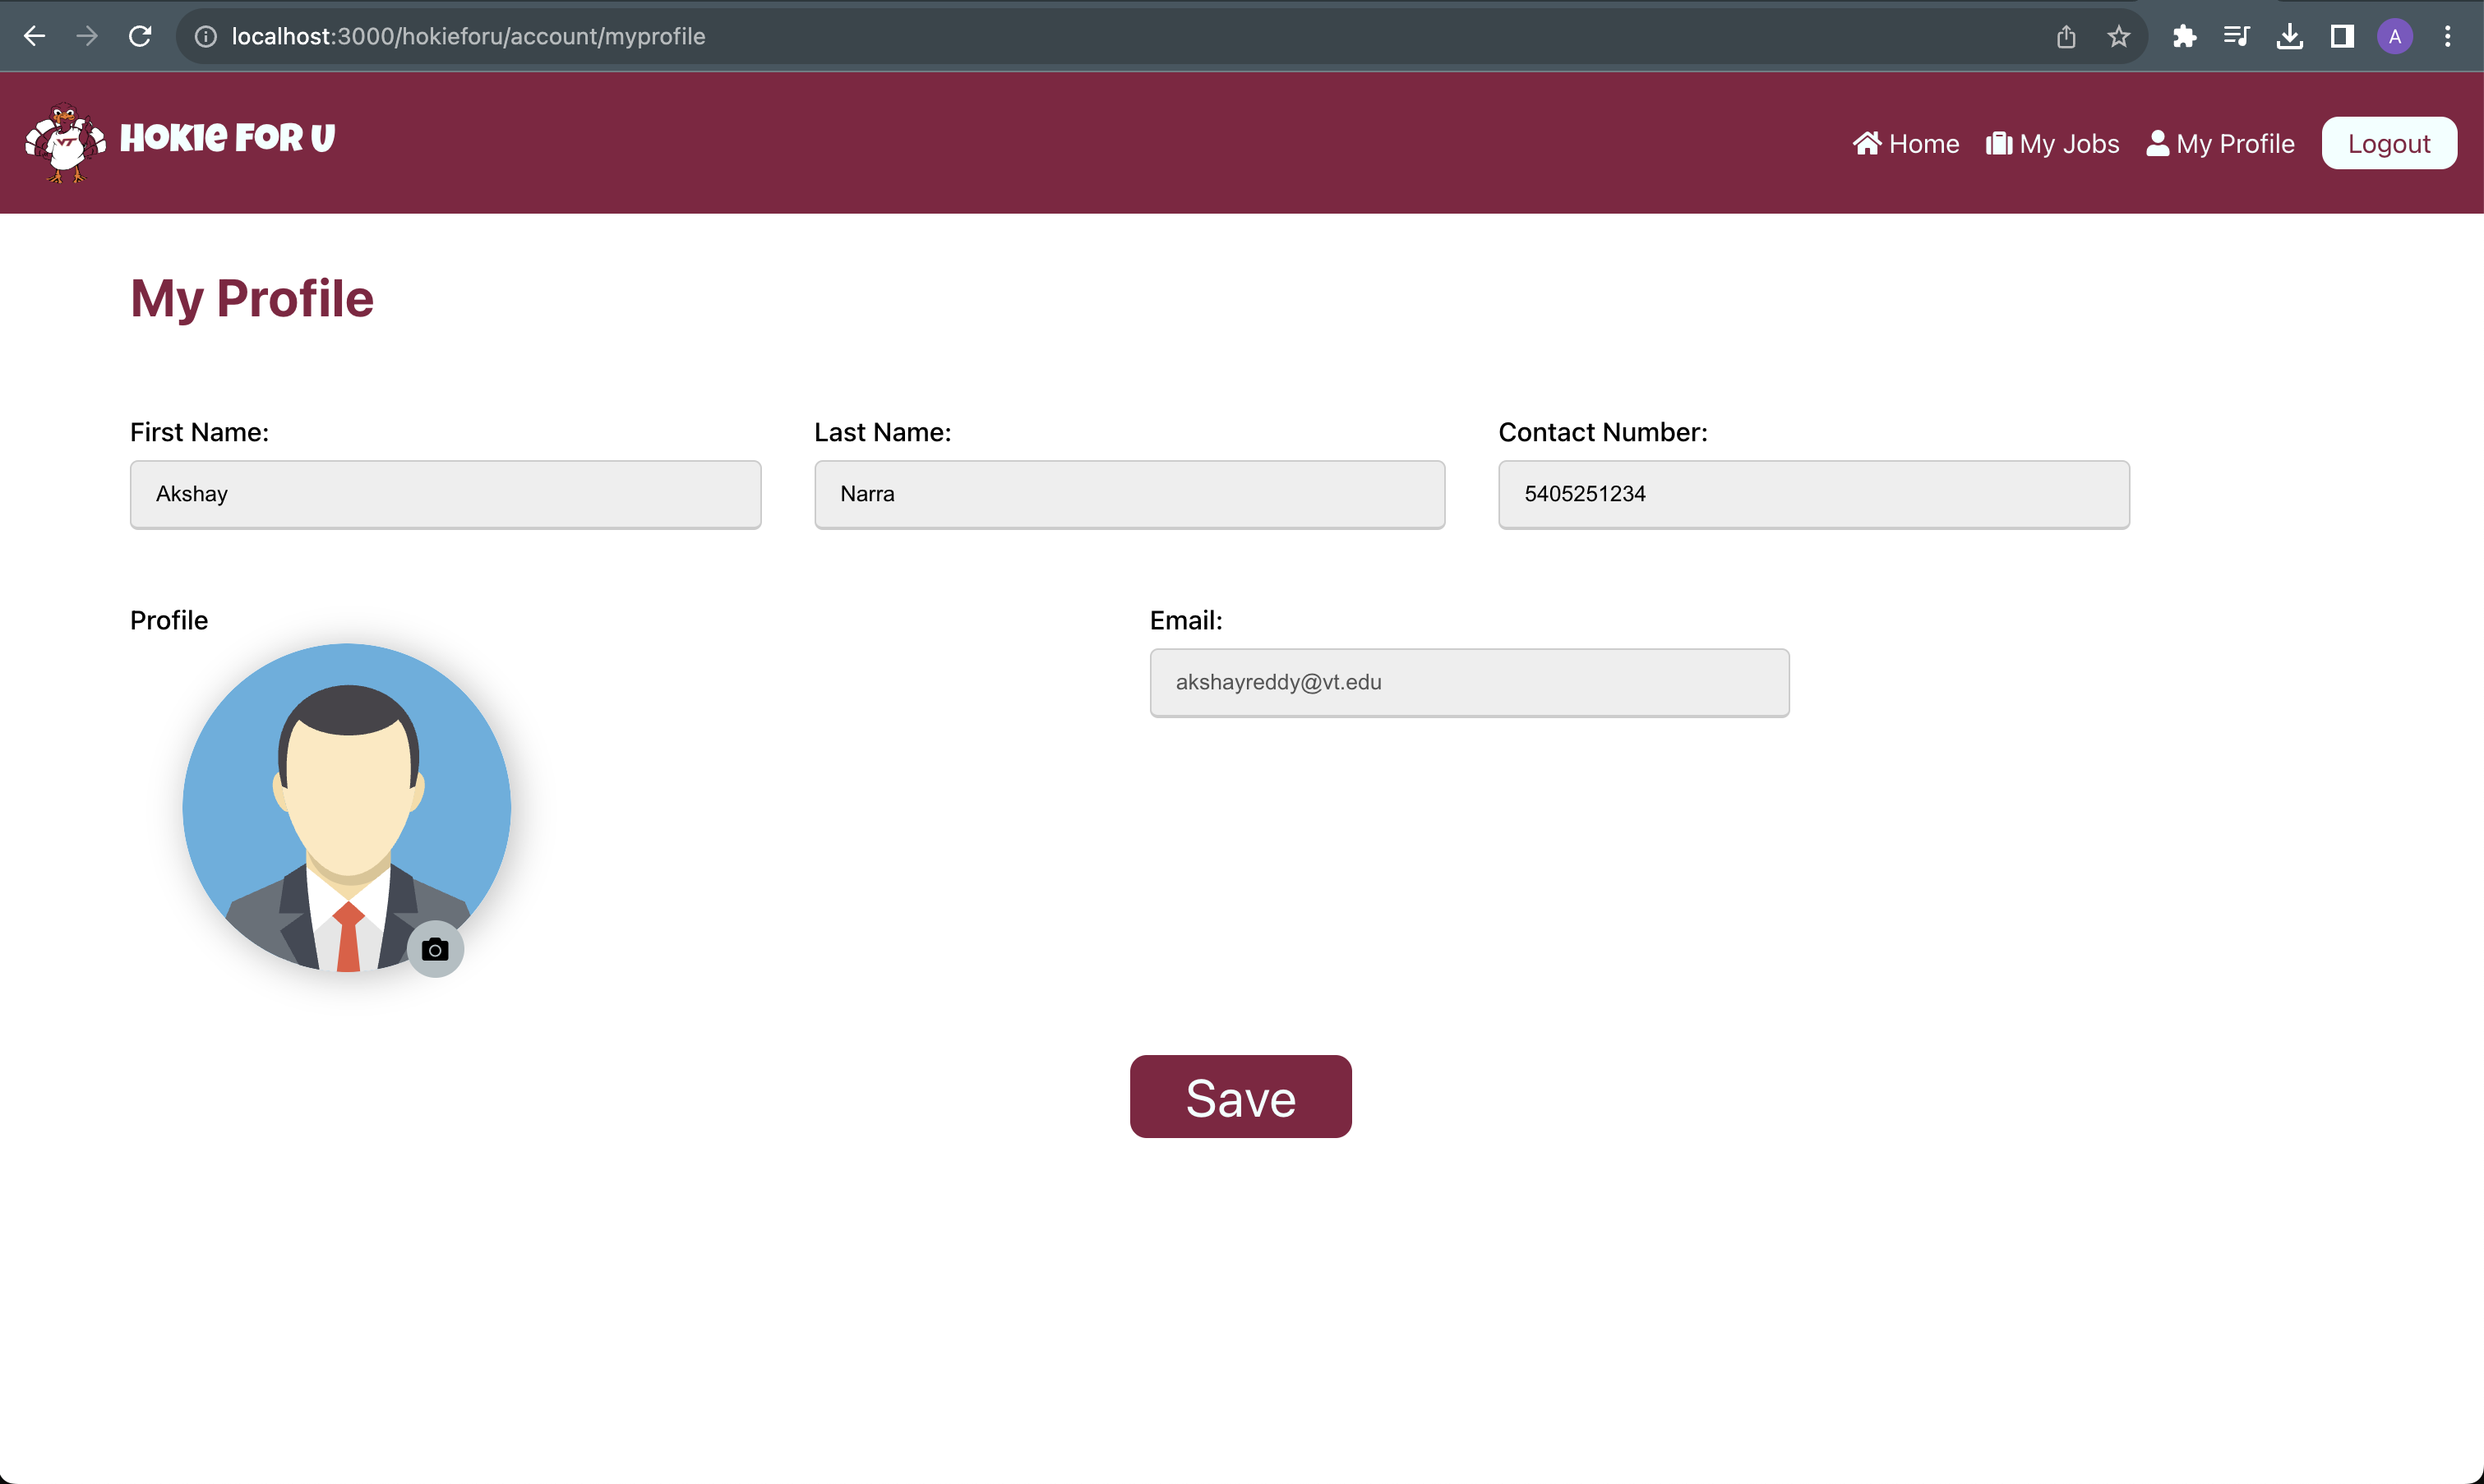 localhost:3000/hokieforu/account/myprofile
A
VT
HOKIE FOR U
Home
My Jobs
My Profile
Logout
My Profile
First Name:
Last Name:
Contact Number:
Akshay
Narra
5405251234
Profile
Email:
akshayreddy@vt.edu
Save